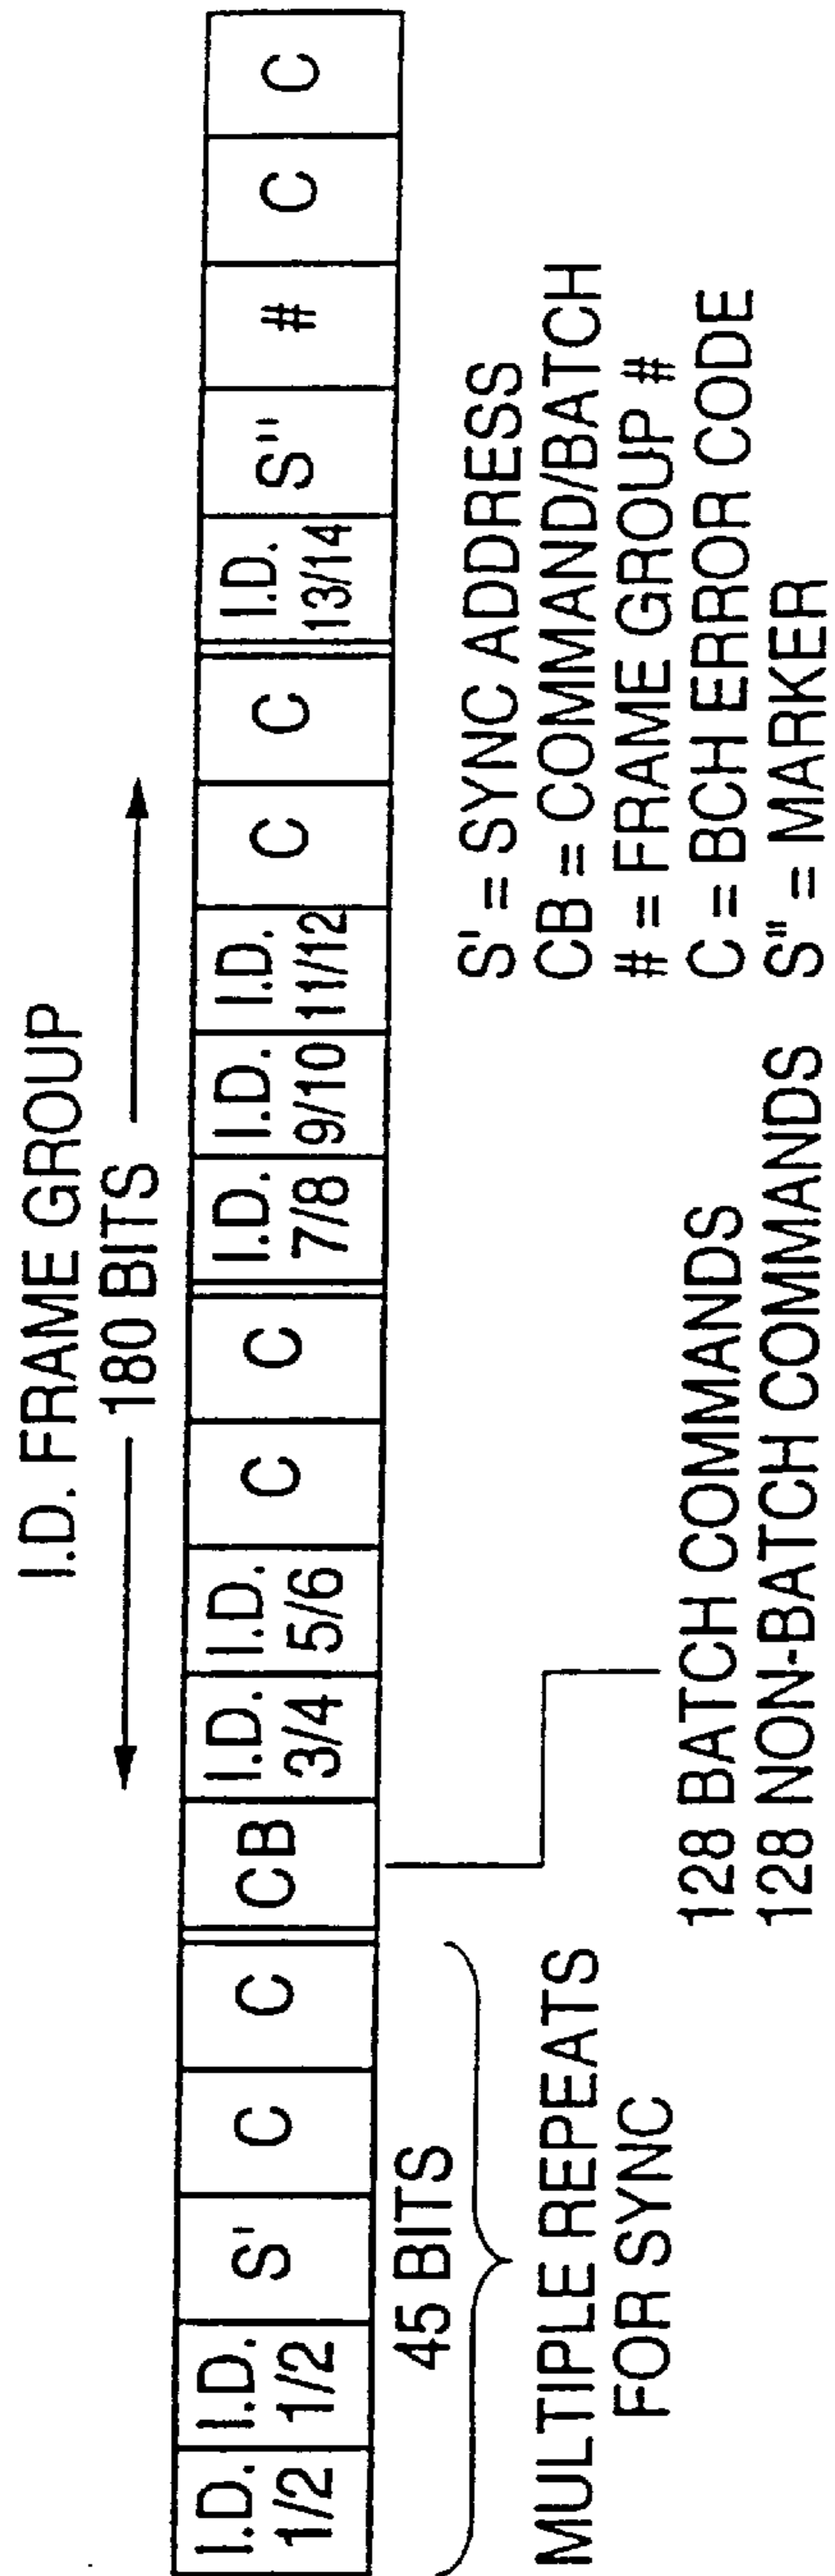 I.D. FRAME GROUP
180 BITS
I.D. 1/2 I.D. 1/2 S' C C CB I.D. 3/4 I.D. 5/6 C C I.D. 7/8 I.D. 9/10 I.D. 11/12 C C I.D. 13/14 S" # C C
45 BITS
MULTIPLE REPEATS
FOR SYNC
128 BATCH COMMANDS
128 NON-BATCH COMMANDS
S' = SYNC ADDRESS
CB = COMMAND/BATCH
# = FRAME GROUP #
C = BCH ERROR CODE
S" = MARKER